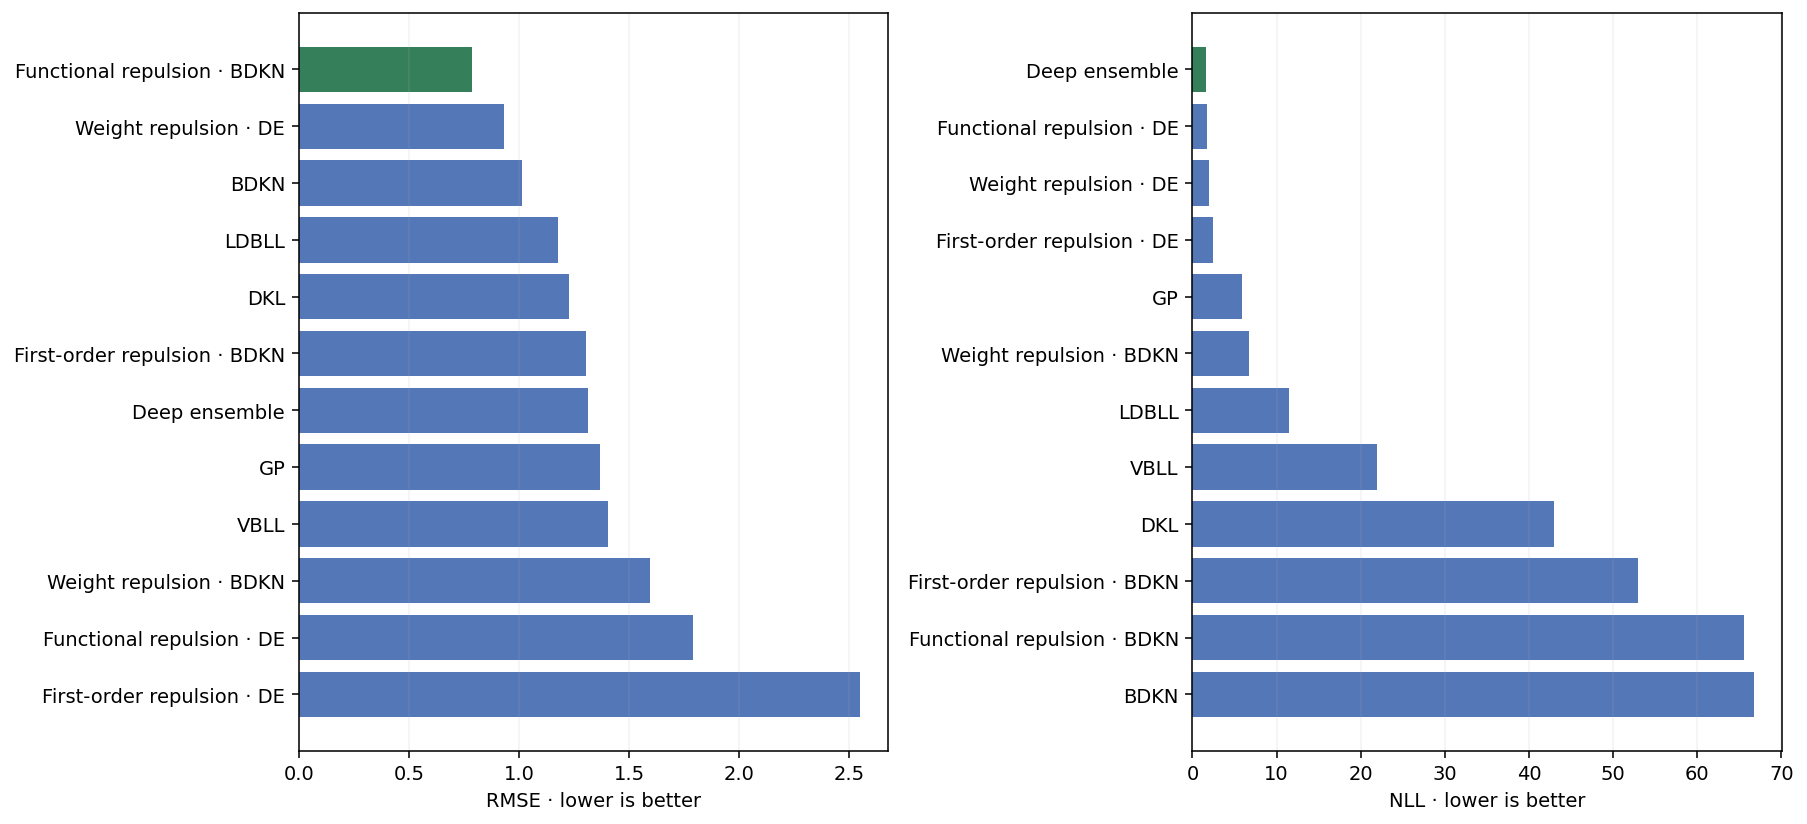 Functional repulsion · BDKN
Weight repulsion · DE
BDKN
LDBLL
DKL
First-order repulsion · BDKN
Deep ensemble
GP
VBLL
Weight repulsion · BDKN
Functional repulsion · DE
First-order repulsion · DE
0.0 0.5 1.0 1.5 2.0 2.5
RMSE · lower is better
Deep ensemble
Functional repulsion · DE
Weight repulsion · DE
First-order repulsion · DE
GP
Weight repulsion · BDKN
LDBLL
VBLL
DKL
First-order repulsion · BDKN
Functional repulsion · BDKN
BDKN
0 10 20 30 40 50 60 70
NLL · lower is better